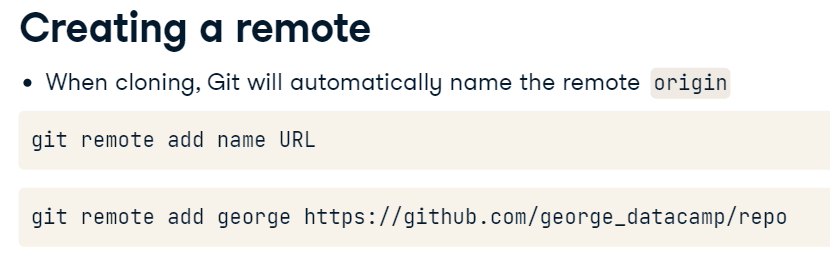 Creating a remote
• When cloning, Git will automatically name the remote origin
git remote add name URL
git remote add george https://github.com/george_datacamp/repo